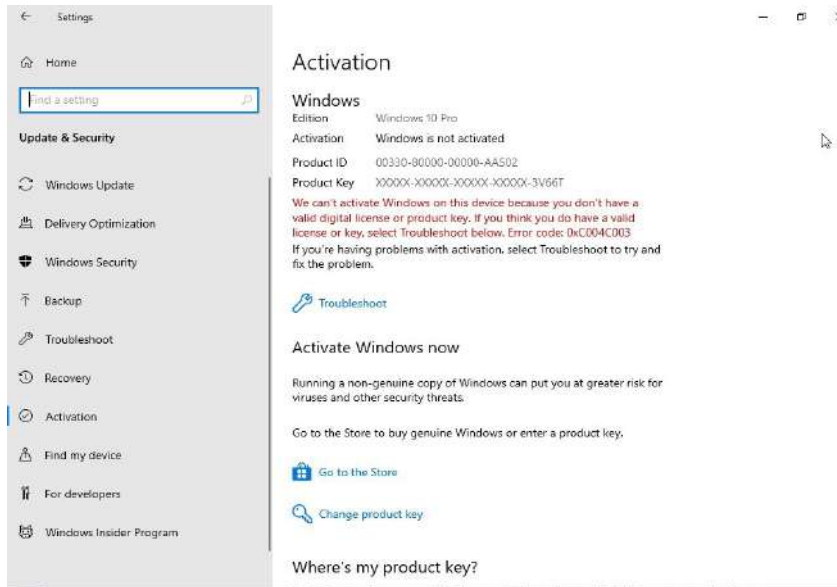 Settings
Home
Find a setting
Update & Security
Windows Update
Delivery Optimization
Windows Security
Backup
Troubleshoot
Recovery
Activation
Find my device
For developers
Windows Insider Program
Activation
Windows
Edition Windows 10 Pro
Activation Windows is not activated
Product ID 00330-80000-00000-AA502
Product Key XXXXX-XXXXX-XXXXX-XXXXX-3V66T
We can't activate Windows on this device because you don't have a
valid digital license or product key. If you think you do have a valid
license or key, select Troubleshoot below. Error code: 0xC004C003
If you're having problems with activation, select Troubleshoot to try and
fix the problem.
Troubleshoot
Activate Windows now
Running a non-genuine copy of Windows can put you at greater risk for
viruses and other security threats.
Go to the Store to buy genuine Windows or enter a product key.
Go to the Store
Change product key
Where's my product key?